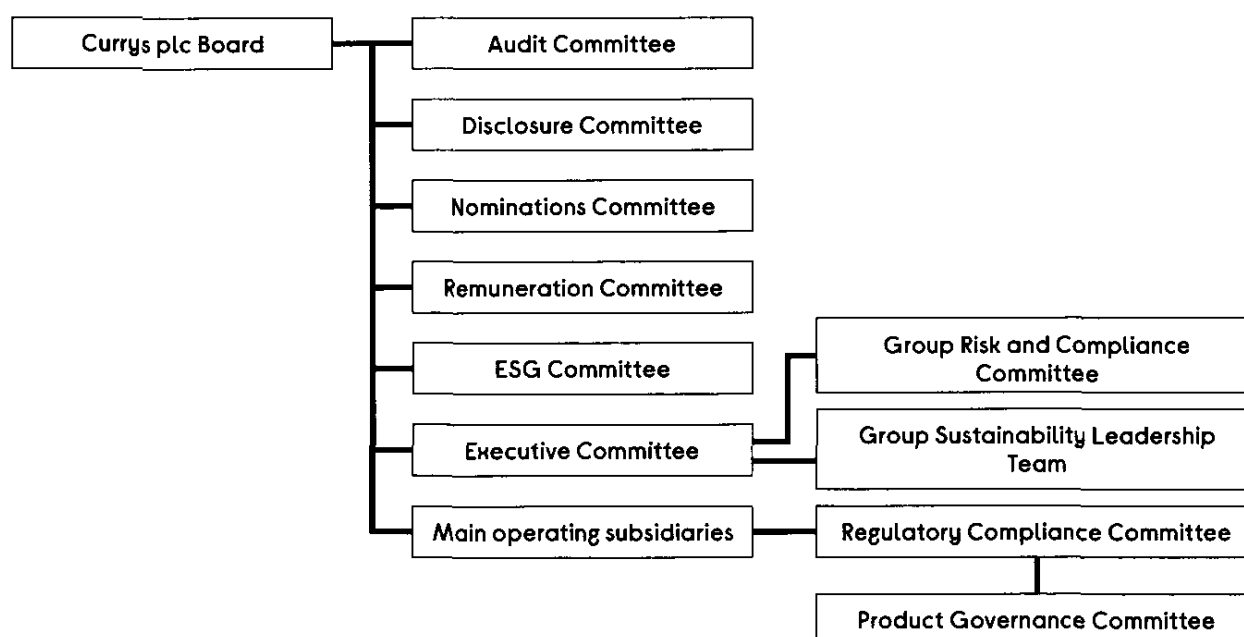 Currys plc Board
Audit Committee
Disclosure Committee
Nominations Committee
Remuneration Committee
ESG Committee
Executive Committee
Main operating subsidiaries
Group Risk and Compliance
Committee
Group Sustainability Leadership
Team
Regulatory Compliance Committee
Product Governance Committee